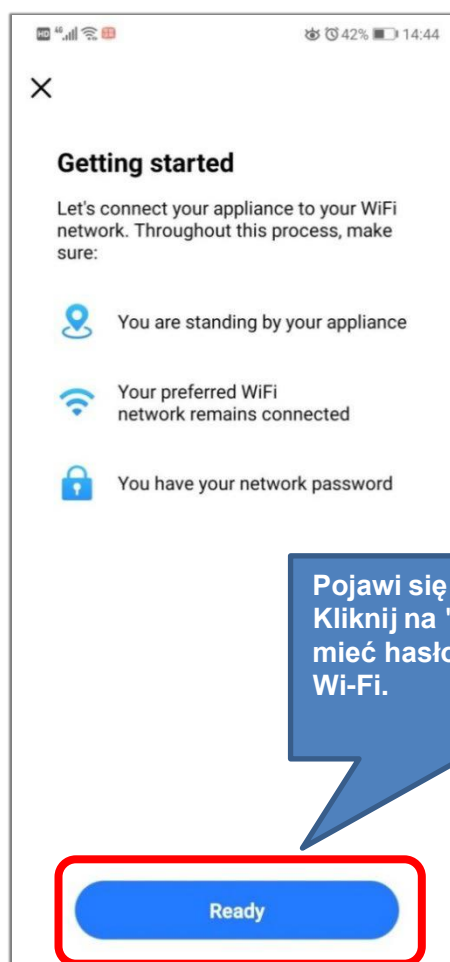 HD 46 42% 14:44
Getting started
Let's connect your appliance to your WiFi
network. Throughout this process, make
sure:
You are standing by your appliance
Your preferred WiFi
network remains connected
You have your network password
Pojawi się
Kliknij na "
mieć hasło
Wi-Fi.
Ready